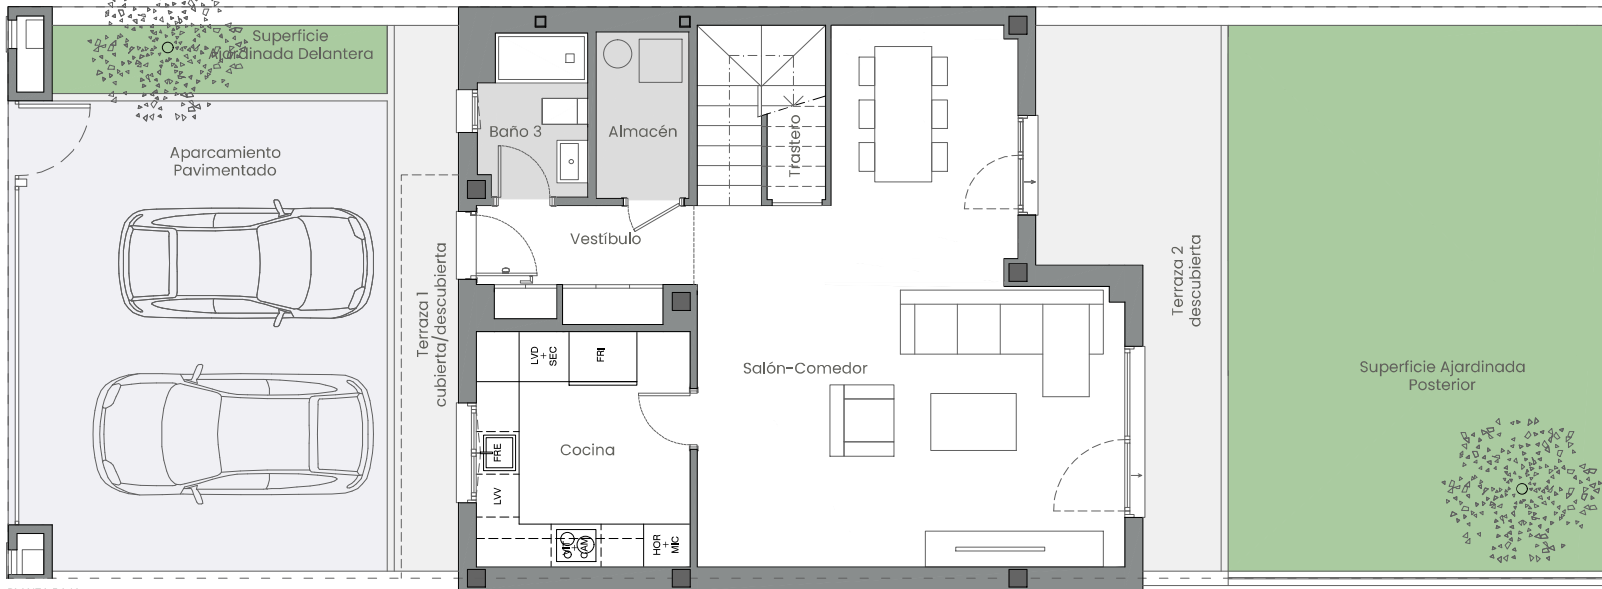 Superficie
Ajardinada Delantera
Aparcamiento
Pavimentado
Terraza 1
cubierta/descubierta
Baño 3
Almacén
Trastero
Vestíbulo
LVD
+
SEC
FRI
FRE
LVV
Cocina
HOR
+
MIC
Salón-Comedor
Terraza 2
descubierta
Superficie Ajardinada
Posterior